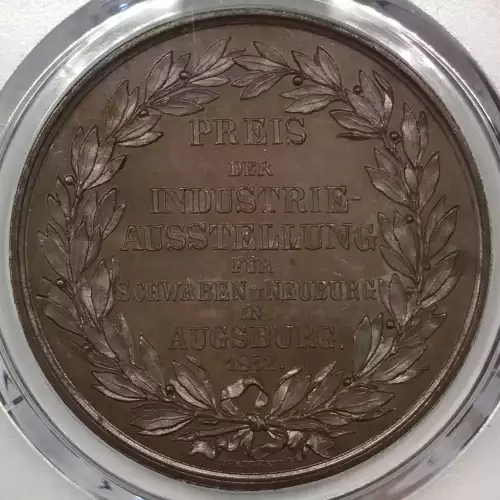 PREIS
DER
INDUSTRIE-
AUSSTELLUNG
FÜR
SCHWABEN U. NEUBURG
IN
AUGSBURG.
1852.